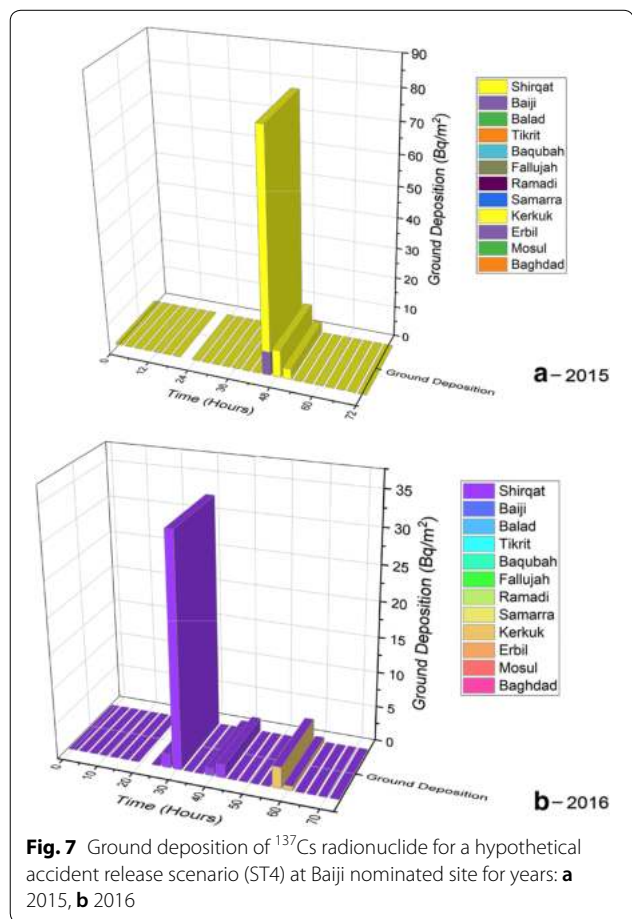 90
80
70
60
50
40
30
20
10
0
Ground Deposition (Bq/m²)
0
12
24
36
48
60
72
Time (Hours)
Ground Deposition
Shirqat
Baiji
Balad
Tikrit
Baqubah
Fallujah
Ramadi
Samarra
Kerkuk
Erbil
Mosul
Baghdad
a – 2015
35
30
25
20
15
10
5
0
Ground Deposition (Bq/m²)
0
10
20
30
40
50
60
70
Time (Hours)
Ground Deposition
Shirqat
Baiji
Balad
Tikrit
Baqubah
Fallujah
Ramadi
Samarra
Kerkuk
Erbil
Mosul
Baghdad
b – 2016
Fig. 7 Ground deposition of ¹³⁷Cs radionuclide for a hypothetical
accident release scenario (ST4) at Baiji nominated site for years: a
2015, b 2016